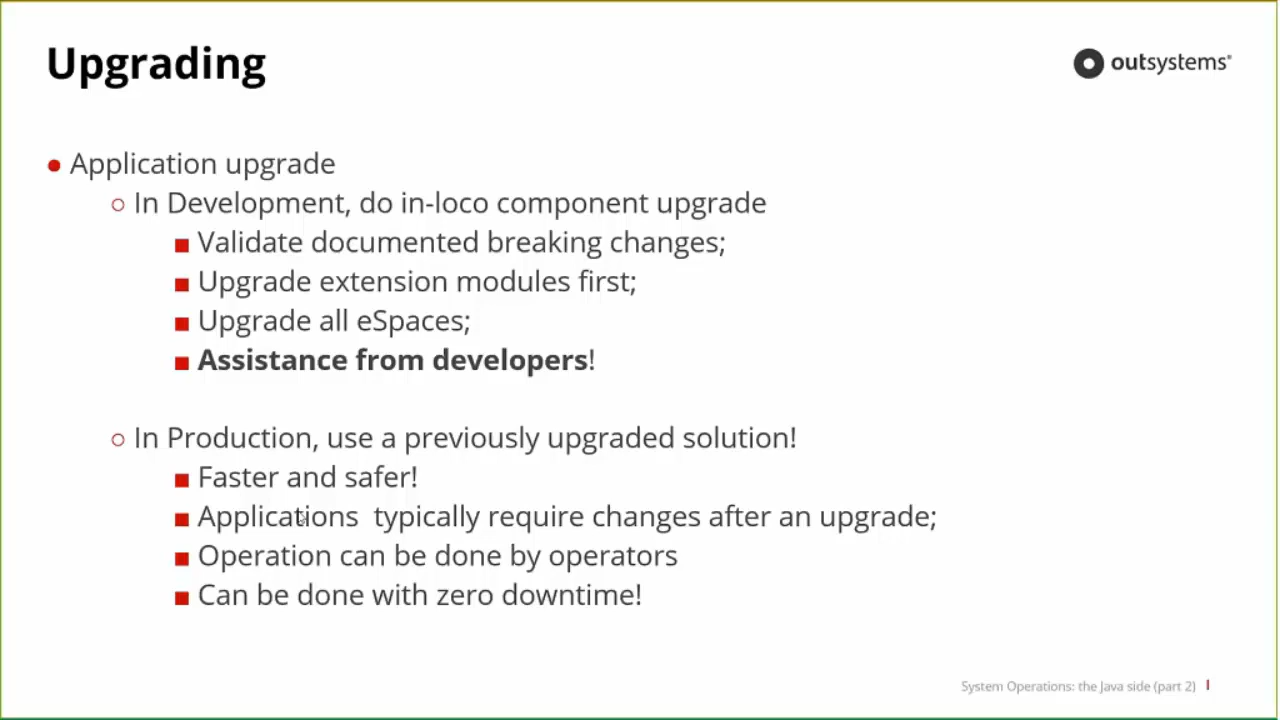 Upgrading
outsystems®
● Application upgrade
○ In Development, do in-loco component upgrade
■ Validate documented breaking changes;
■ Upgrade extension modules first;
■ Upgrade all eSpaces;
■ Assistance from developers!
○ In Production, use a previously upgraded solution!
■ Faster and safer!
■ Applications  typically require changes after an upgrade;
■ Operation can be done by operators
■ Can be done with zero downtime!
System Operations: the Java side (part 2) I